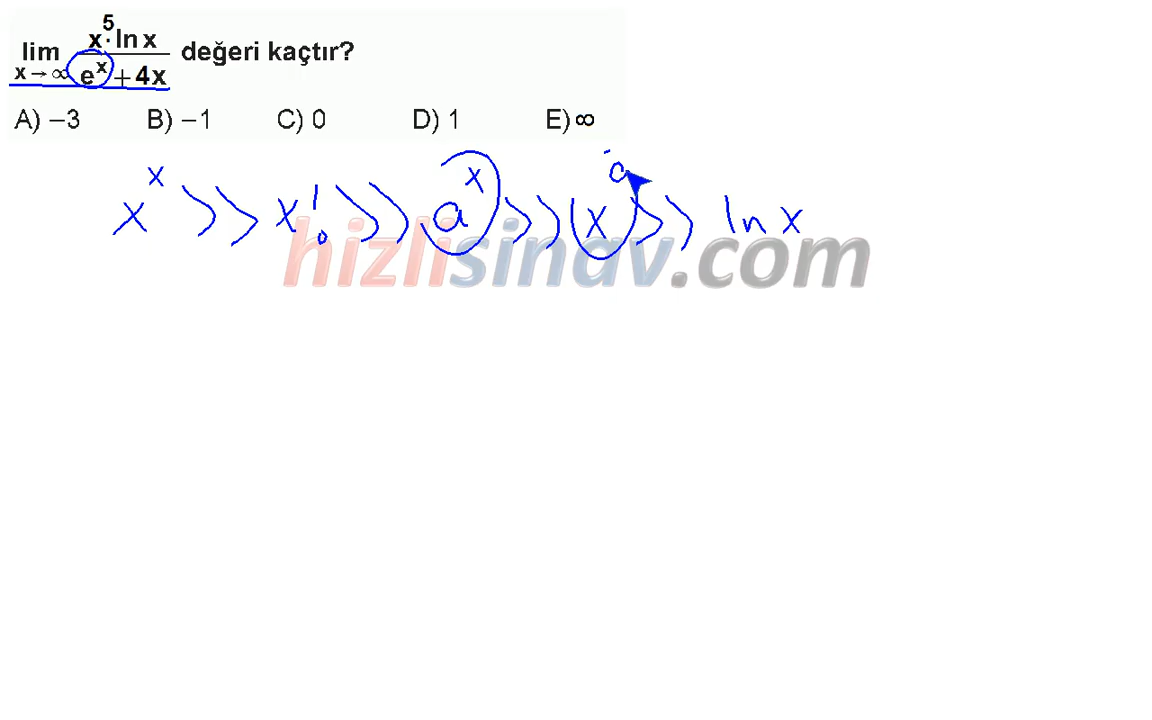 lim x→∞ x⁵·ln x / eˣ + 4x değeri kaçtır?
A) −3 B) −1 C) 0 D) 1 E) ∞
xˣ >> x! >> aˣ >> xᵃ >> ln x
hizlisinav.com